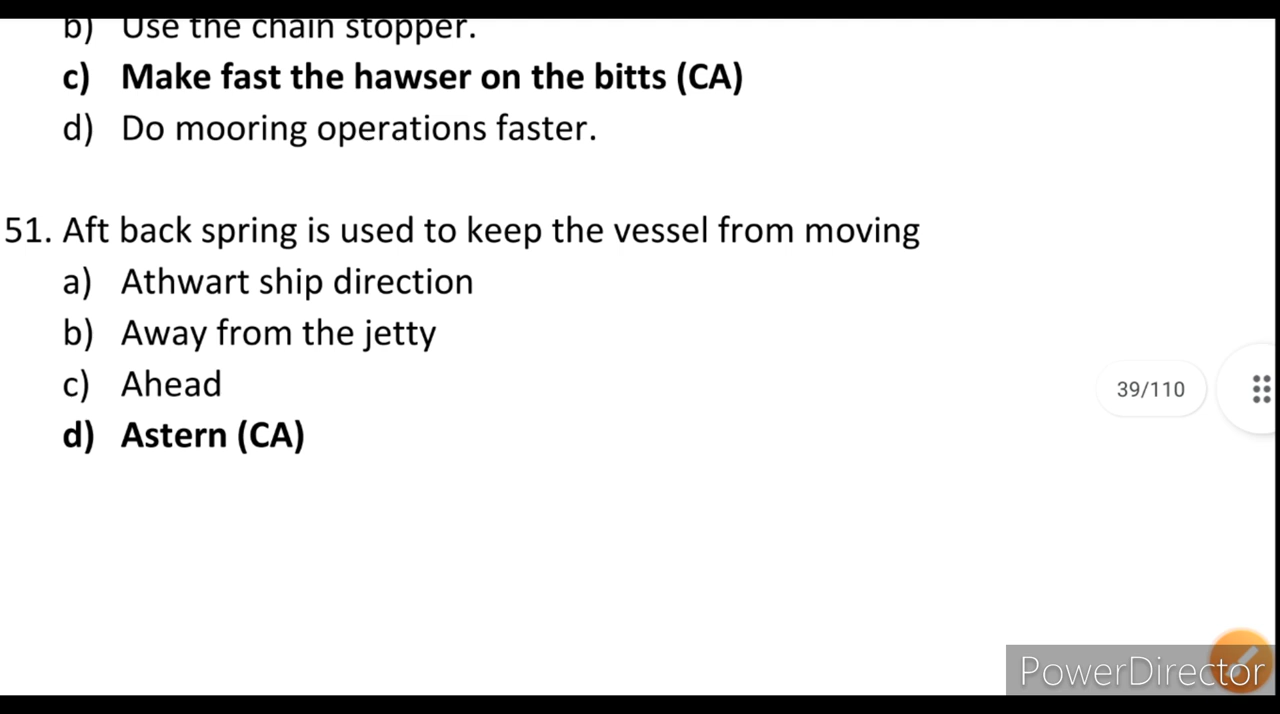 b) Use the chain stopper.
c) Make fast the hawser on the bitts (CA)
d) Do mooring operations faster.
51. Aft back spring is used to keep the vessel from moving
a) Athwart ship direction
b) Away from the jetty
c) Ahead
d) Astern (CA)
39/110
PowerDirector